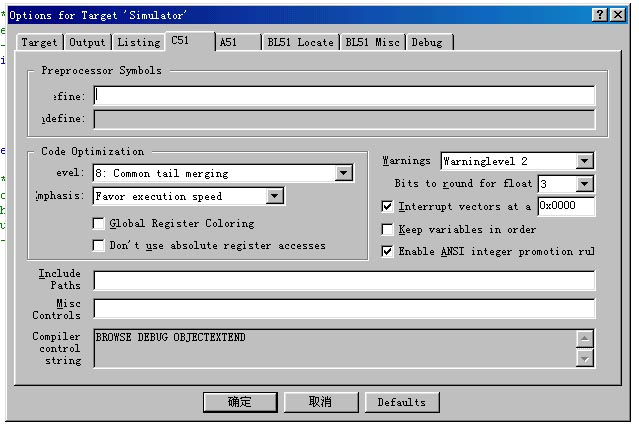 Options for Target 'Simulator'
Target Output Listing C51 A51 BL51 Locate BL51 Misc Debug
Preprocessor Symbols
efine:
define:
Code Optimization
evel: 8: Common tail merging
mphasis: Favor execution speed
Global Register Coloring
Don't use absolute register accesses
Warnings Warninglevel 2
Bits to round for float 3
Interrupt vectors at a 0x0000
Keep variables in order
Enable ANSI integer promotion rul
Include Paths
Misc Controls
Compiler control string
BROWSE DEBUG OBJECTEXTEND
确定 取消 Defaults